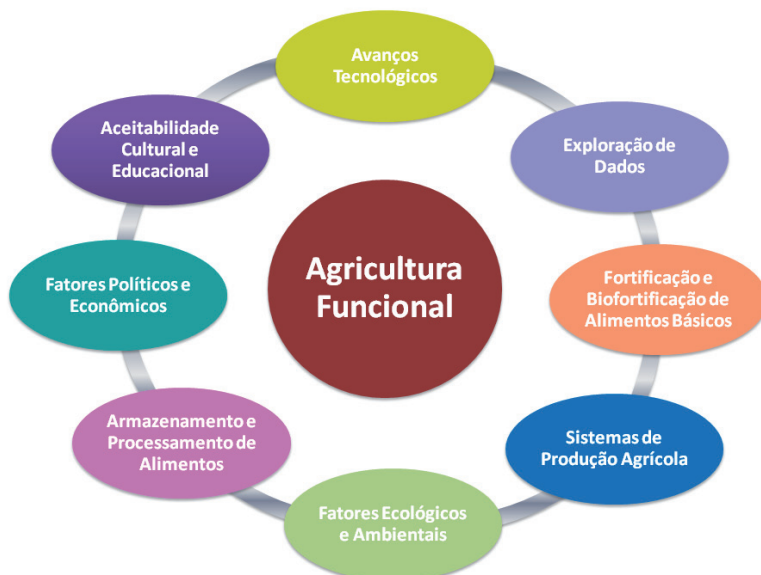 Avanços
Tecnológicos
Exploração de
Dados
Fortificação e
Biofortificação de
Alimentos Básicos
Sistemas de
Produção Agrícola
Fatores Ecológicos
e Ambientais
Armazenamento e
Processamento de
Alimentos
Fatores Políticos e
Econômicos
Aceitabilidade
Cultural e
Educacional
Agricultura
Funcional